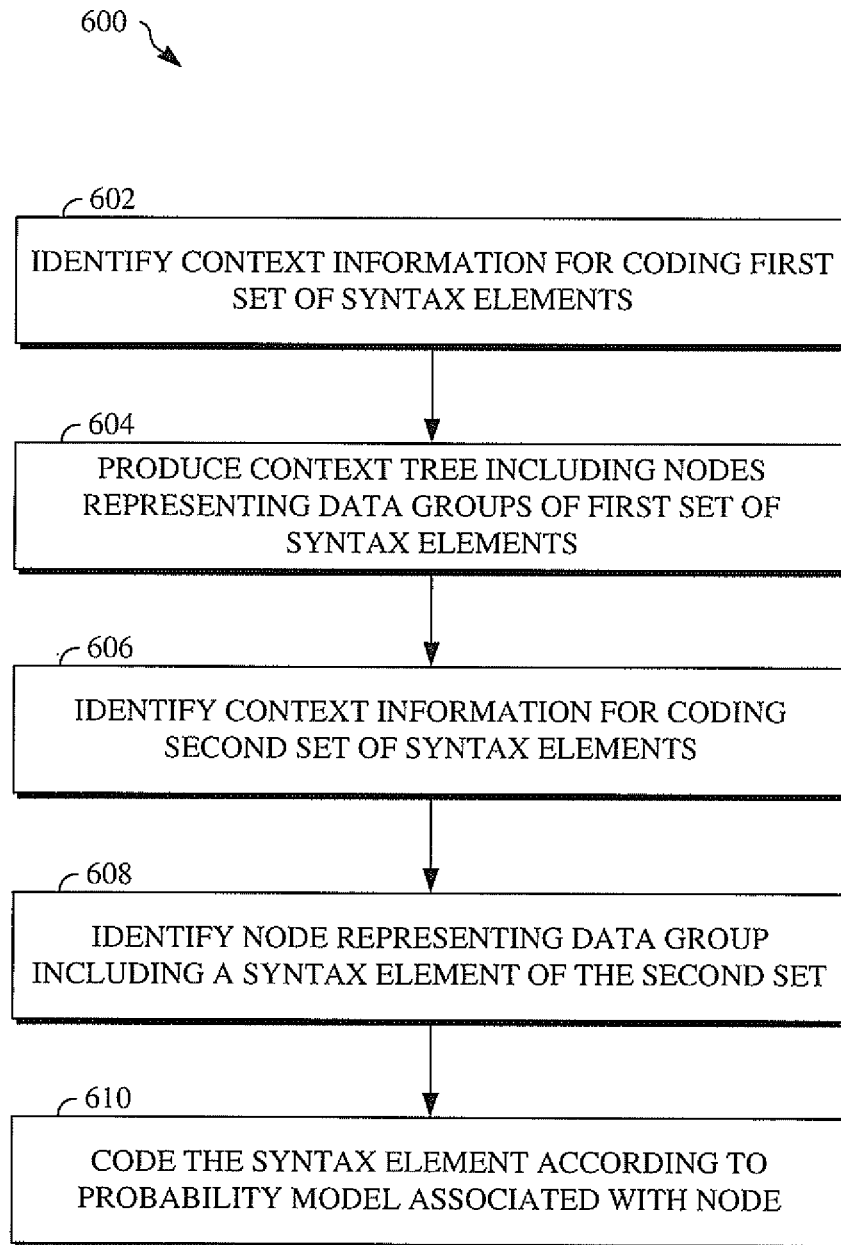 600
602
IDENTIFY CONTEXT INFORMATION FOR CODING FIRST
SET OF SYNTAX ELEMENTS
604
PRODUCE CONTEXT TREE INCLUDING NODES
REPRESENTING DATA GROUPS OF FIRST SET OF
SYNTAX ELEMENTS
606
IDENTIFY CONTEXT INFORMATION FOR CODING
SECOND SET OF SYNTAX ELEMENTS
608
IDENTIFY NODE REPRESENTING DATA GROUP
INCLUDING A SYNTAX ELEMENT OF THE SECOND SET
610
CODE THE SYNTAX ELEMENT ACCORDING TO
PROBABILITY MODEL ASSOCIATED WITH NODE